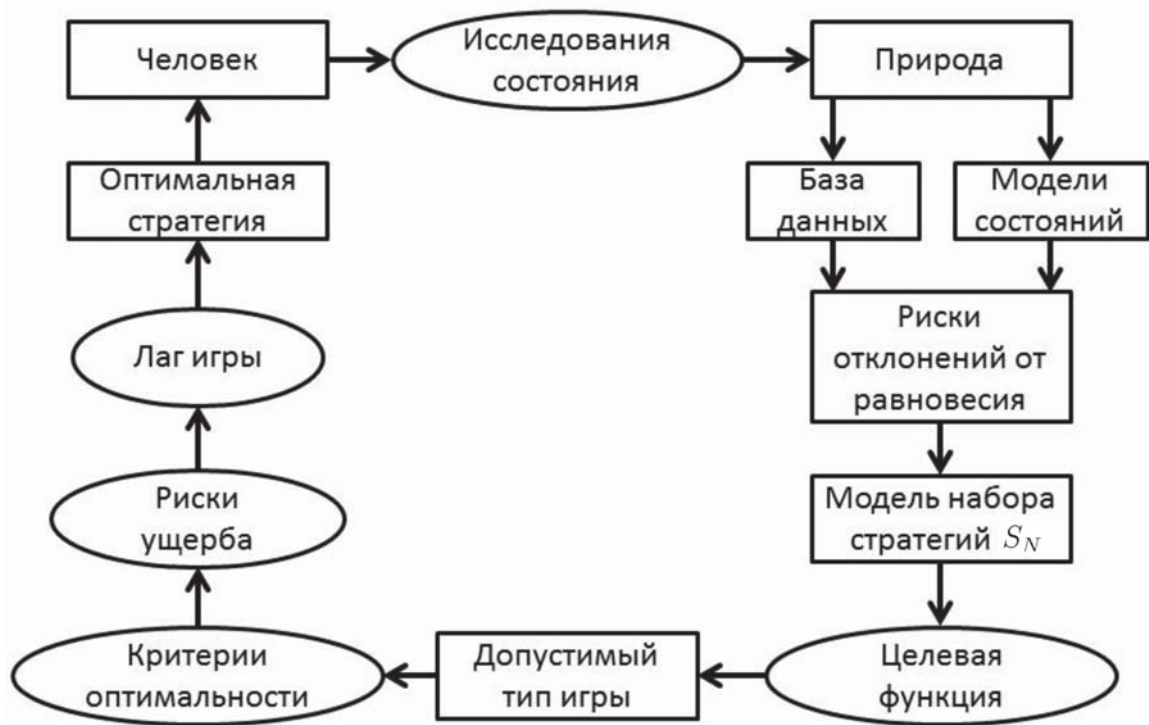 Человек
Исследования
состояния
Природа
Оптимальная
стратегия
База
данных
Модели
состояний
Лаг игры
Риски
отклонений от
равновесия
Риски
ущерба
Модель набора
стратегий S_N
Критерии
оптимальности
Допустимый
тип игры
Целевая
функция